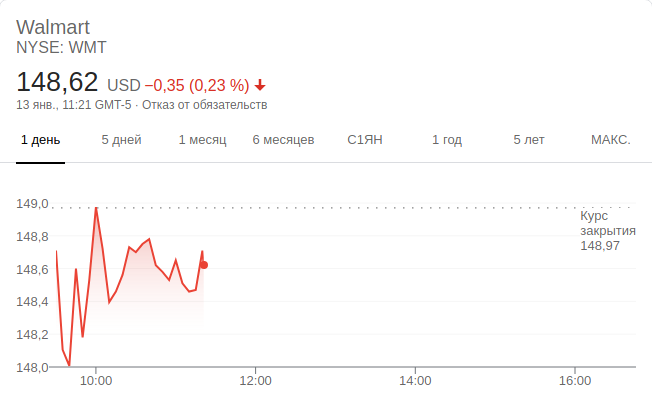 Walmart
NYSE: WMT
148,62 USD −0,35 (0,23 %)
13 янв., 11:21 GMT-5 · Отказ от обязательств
1 день 5 дней 1 месяц 6 месяцев С1ЯН 1 год 5 лет МАКС.
149,0
Курс
закрытия
148,97
148,8
148,6
148,4
148,2
148,0
10:00 12:00 14:00 16:00